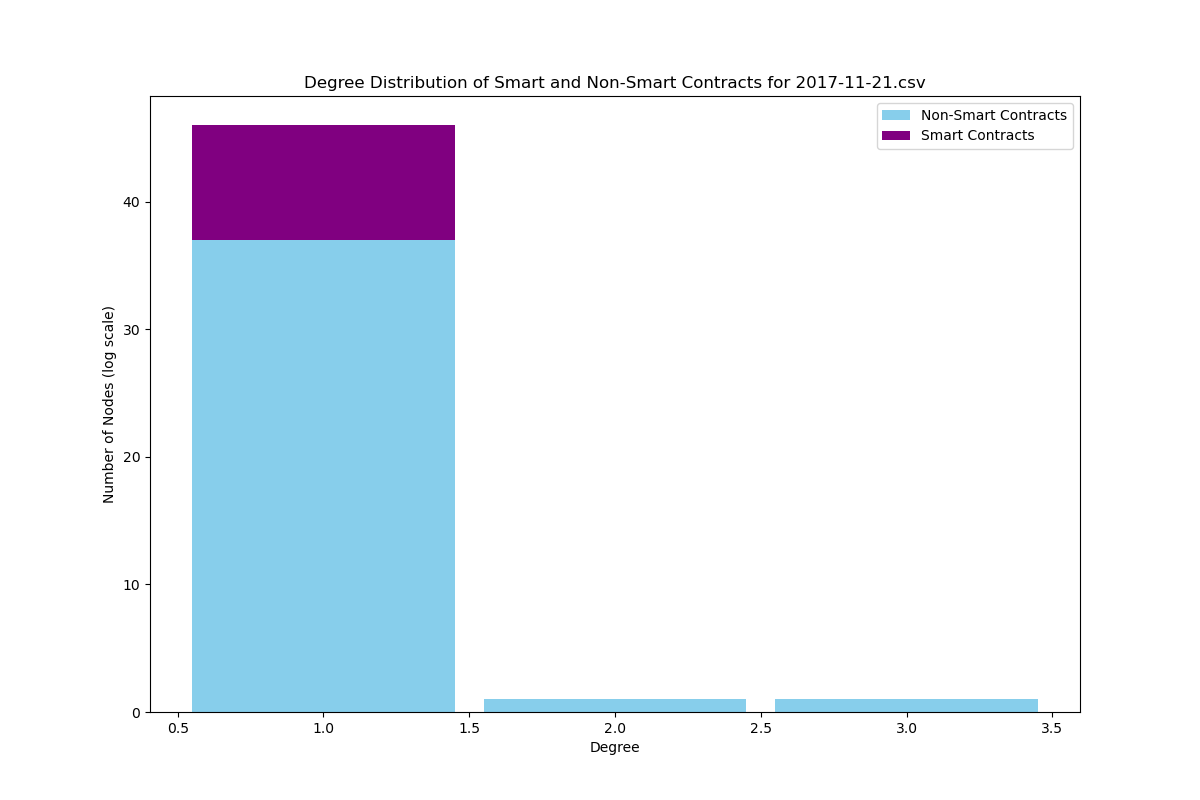 Degree Distribution of Smart and Non-Smart Contracts for 2017-11-21.csv
Non-Smart Contracts
Smart Contracts
40
30
20
10
0
Number of Nodes (log scale)
0.5 1.0 1.5 2.0 2.5 3.0 3.5
Degree